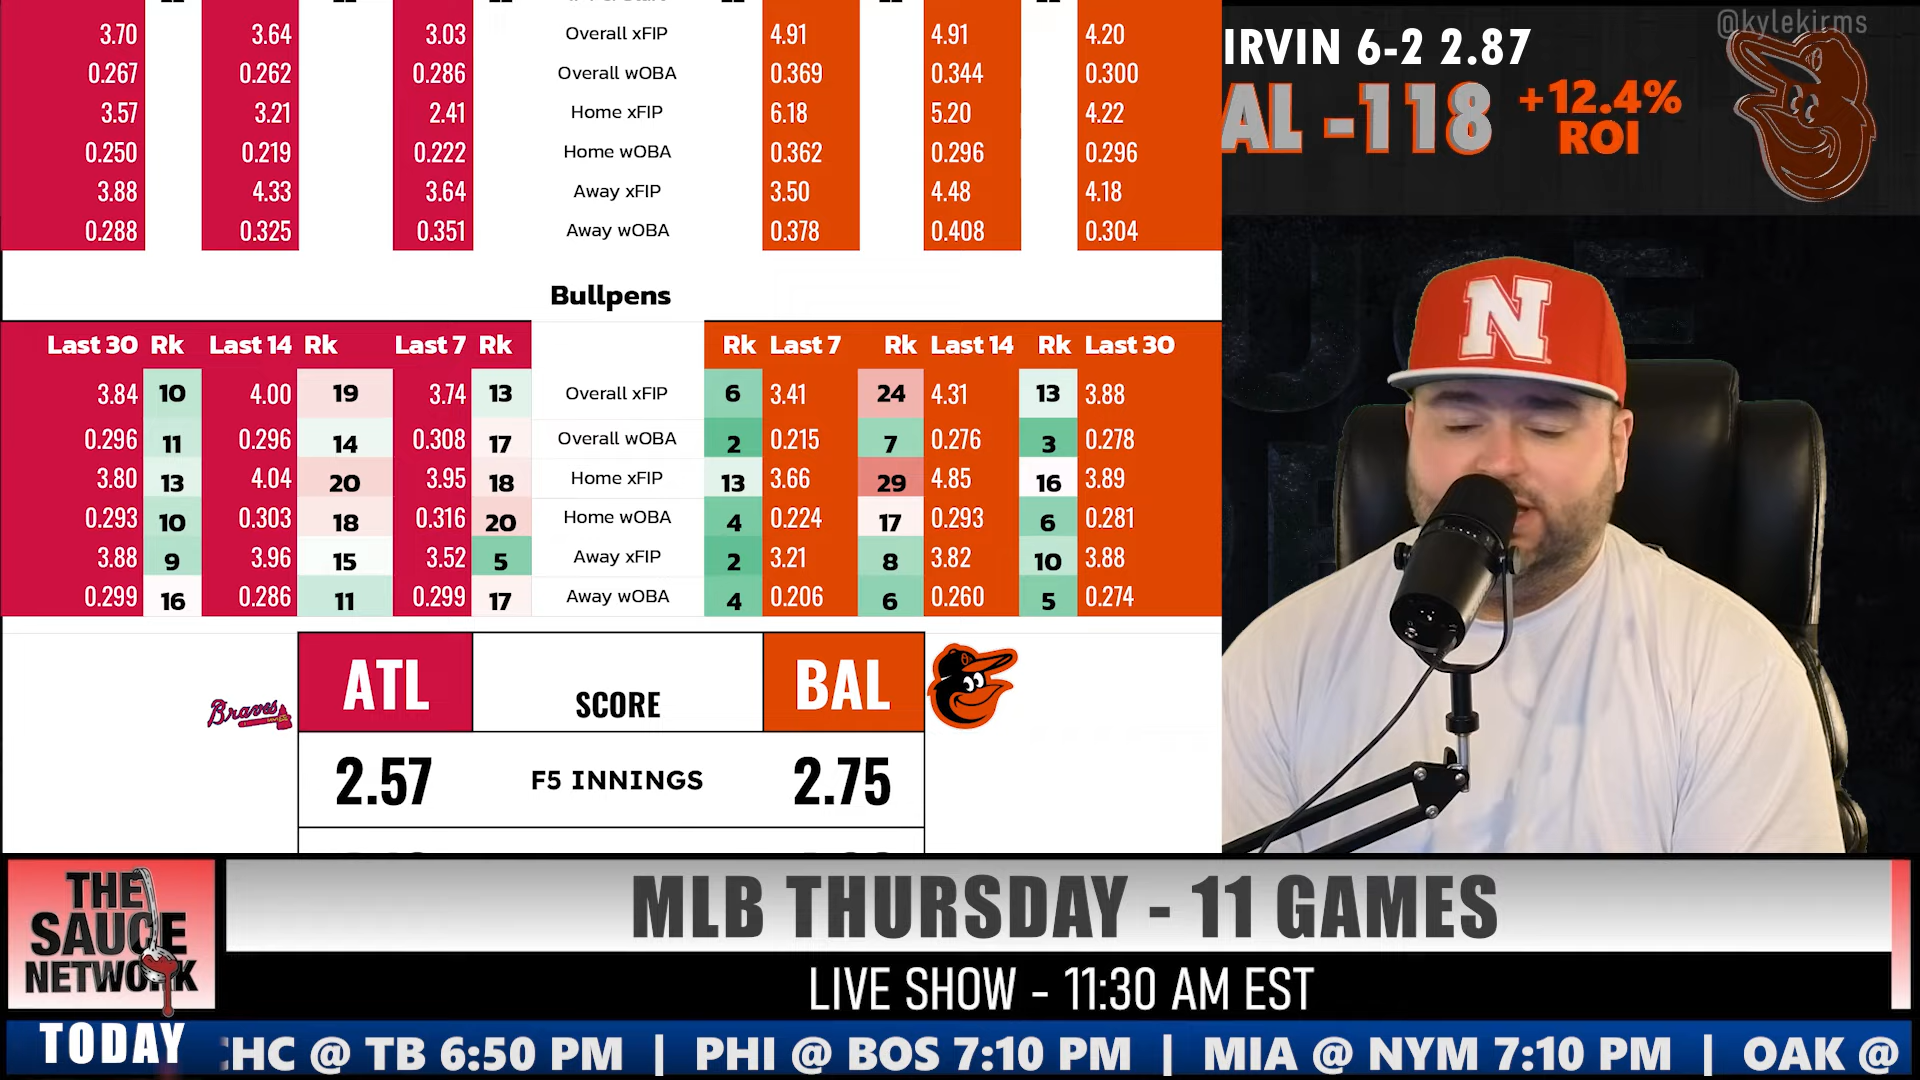 @kylekirms
IRVIN 6-2 2.87
AL -118 +12.4% ROI
3.70 3.64 3.03 Overall xFIP 4.91 4.91 4.20
0.267 0.262 0.286 Overall wOBA 0.369 0.344 0.300
3.57 3.21 2.41 Home xFIP 6.18 5.20 4.22
0.250 0.219 0.222 Home wOBA 0.362 0.296 0.296
3.88 4.33 3.64 Away xFIP 3.50 4.48 4.18
0.288 0.325 0.351 Away wOBA 0.378 0.408 0.304
Bullpens
Last 30 Rk Last 14 Rk Last 7 Rk Rk Last 7 Rk Last 14 Rk Last 30
3.84 10 4.00 19 3.74 13 Overall xFIP 6 3.41 24 4.31 13 3.88
0.296 11 0.296 14 0.308 17 Overall wOBA 2 0.215 7 0.276 3 0.278
3.80 13 4.04 20 3.95 18 Home xFIP 13 3.66 29 4.85 16 3.89
0.293 10 0.303 18 0.316 20 Home wOBA 4 0.224 17 0.293 6 0.281
3.88 9 3.96 15 3.52 5 Away xFIP 2 3.21 8 3.82 10 3.88
0.299 16 0.286 11 0.299 17 Away wOBA 4 0.206 6 0.260 5 0.274
Braves ATL SCORE BAL
2.57 F5 INNINGS 2.75
N
THE
SAUCE
NETWORK
MLB THURSDAY - 11 GAMES
LIVE SHOW - 11:30 AM EST
TODAY
HC @ TB 6:50 PM | PHI @ BOS 7:10 PM | MIA @ NYM 7:10 PM | OAK @